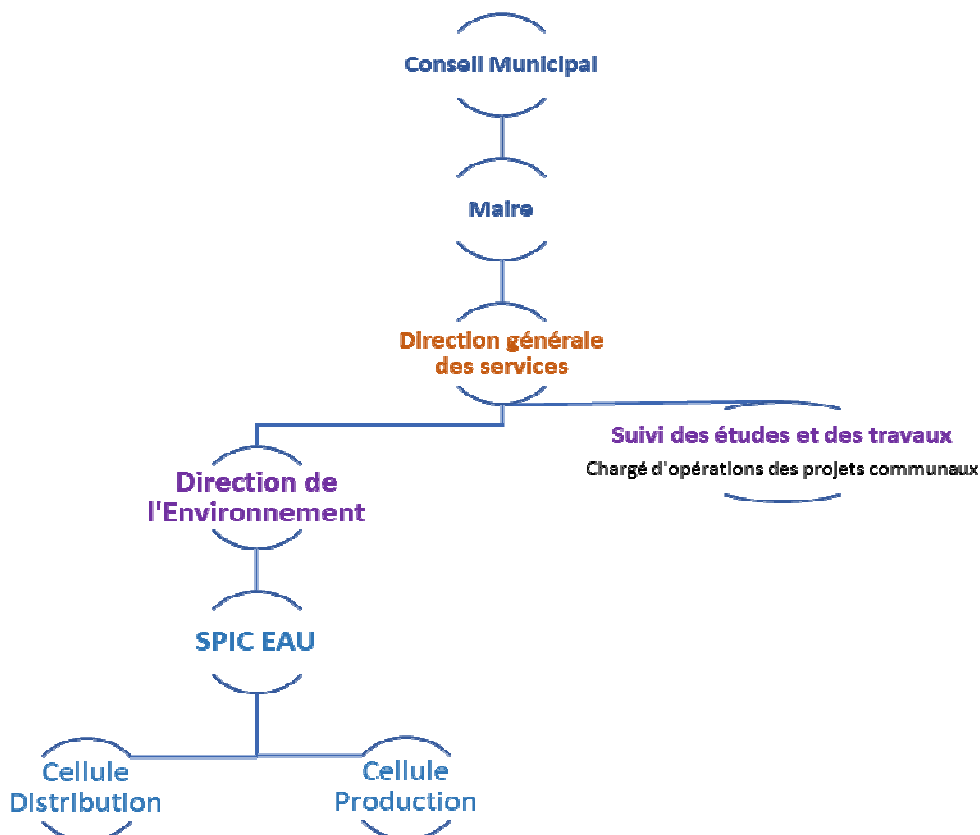 Conseil Municipal
Maire
Direction générale
des services
Suivi des études et des travaux
Chargé d'opérations des projets communaux
Direction de
l'Environnement
SPIC EAU
Cellule
Distribution
Cellule
Production